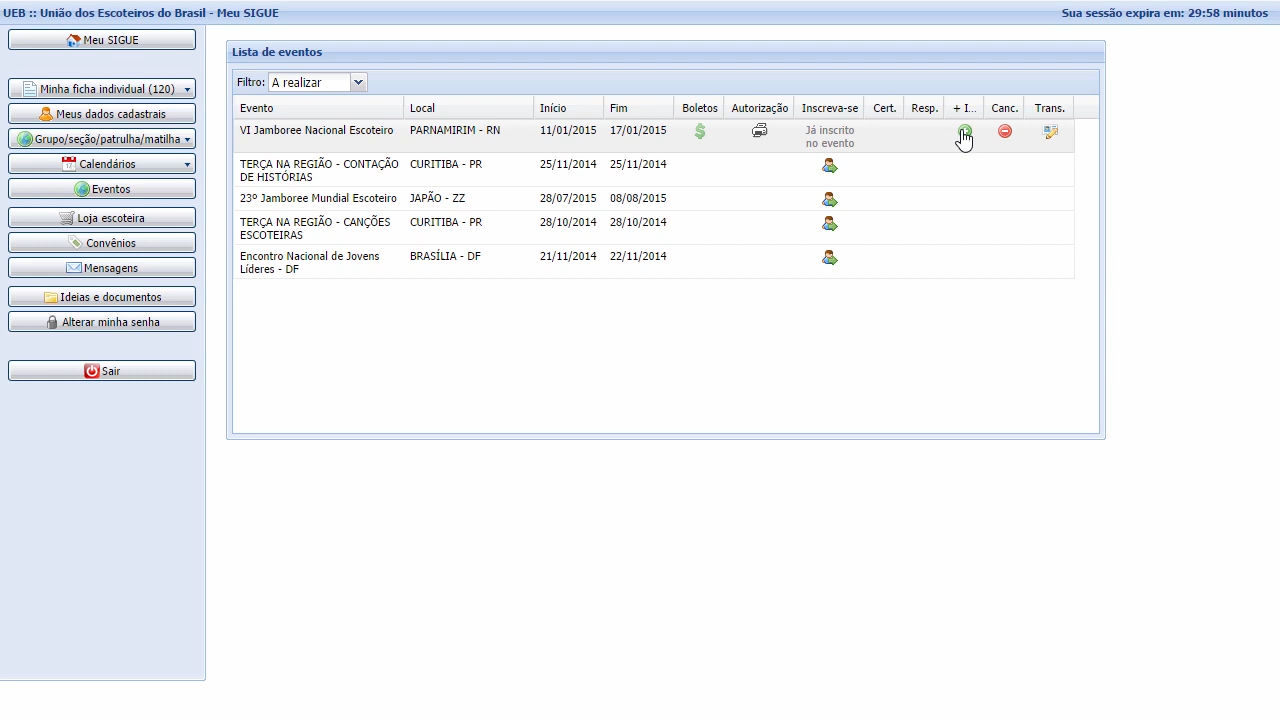 UEB :: União dos Escoteiros do Brasil - Meu SIGUE
Sua sessão expira em: 29:58 minutos
Meu SIGUE
Minha ficha individual (120)
Meus dados cadastrais
Grupo/seção/patrulha/matilha
Calendários
Eventos
Loja escoteira
Convênios
Mensagens
Ideias e documentos
Alterar minha senha
Sair
Lista de eventos
Filtro: A realizar
Evento Local Início Fim Boletos Autorização Inscreva-se Cert. Resp. + I... Canc. Trans.
VI Jamboree Nacional Escoteiro PARNAMIRIM - RN 11/01/2015 17/01/2015 Já inscrito
no evento
TERÇA NA REGIÃO - CONTAÇÃO CURITIBA - PR 25/11/2014 25/11/2014
DE HISTÓRIAS
23º Jamboree Mundial Escoteiro JAPÃO - ZZ 28/07/2015 08/08/2015
TERÇA NA REGIÃO - CANÇÕES CURITIBA - PR 28/10/2014 28/10/2014
ESCOTEIRAS
Encontro Nacional de Jovens BRASÍLIA - DF 21/11/2014 22/11/2014
Líderes - DF